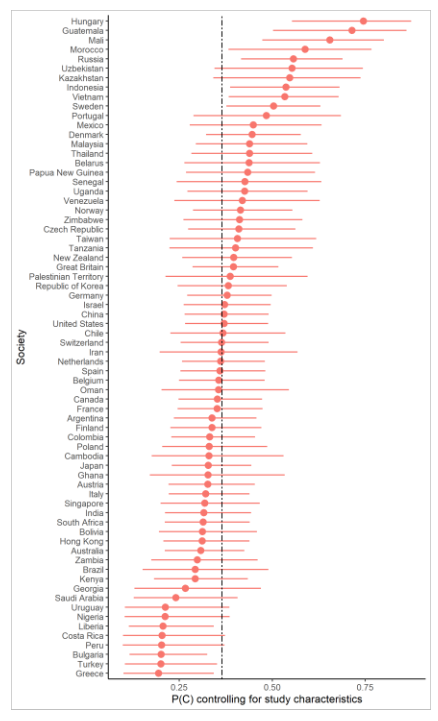 Hungary
Guatemala
Mali
Morocco
Russia
Uzbekistan
Kazakhstan
Indonesia
Vietnam
Sweden
Portugal
Mexico
Denmark
Malaysia
Thailand
Belarus
Papua New Guinea
Senegal
Uganda
Venezuela
Norway
Zimbabwe
Czech Republic
Taiwan
Tanzania
New Zealand
Great Britain
Palestinian Territory
Republic of Korea
Germany
Israel
China
United States
Chile
Switzerland
Iran
Netherlands
Spain
Belgium
Oman
Canada
France
Argentina
Finland
Colombia
Poland
Cambodia
Japan
Ghana
Austria
Italy
Singapore
India
South Africa
Bolivia
Hong Kong
Australia
Zambia
Brazil
Kenya
Georgia
Saudi Arabia
Uruguay
Nigeria
Liberia
Costa Rica
Peru
Bulgaria
Turkey
Greece
Society
0.25 0.50 0.75
P(C) controlling for study characteristics